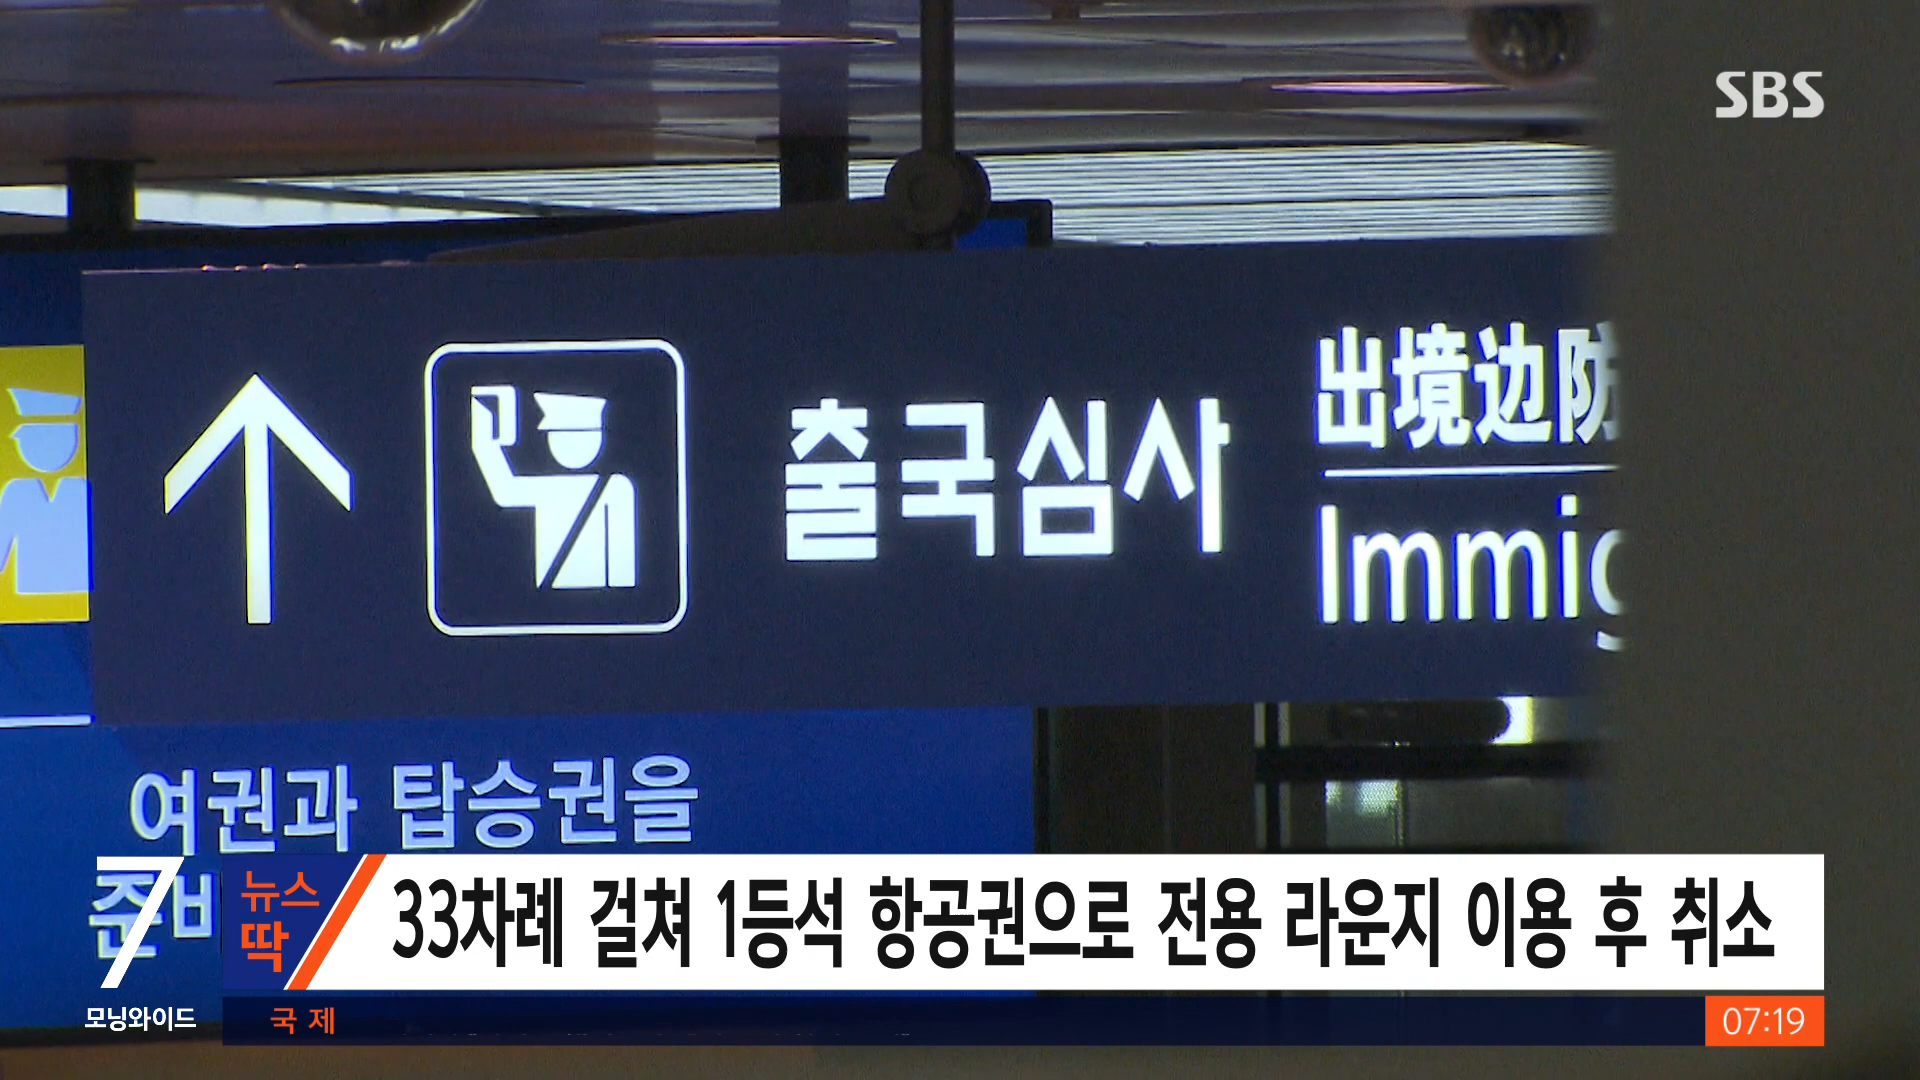 SBS
출국심사
出境边防
Immig
여권과 탑승권을
준비
7
모닝와이드
뉴스
딱
33차례 걸쳐 1등석 항공권으로 전용 라운지 이용 후 취소
국제
07:19